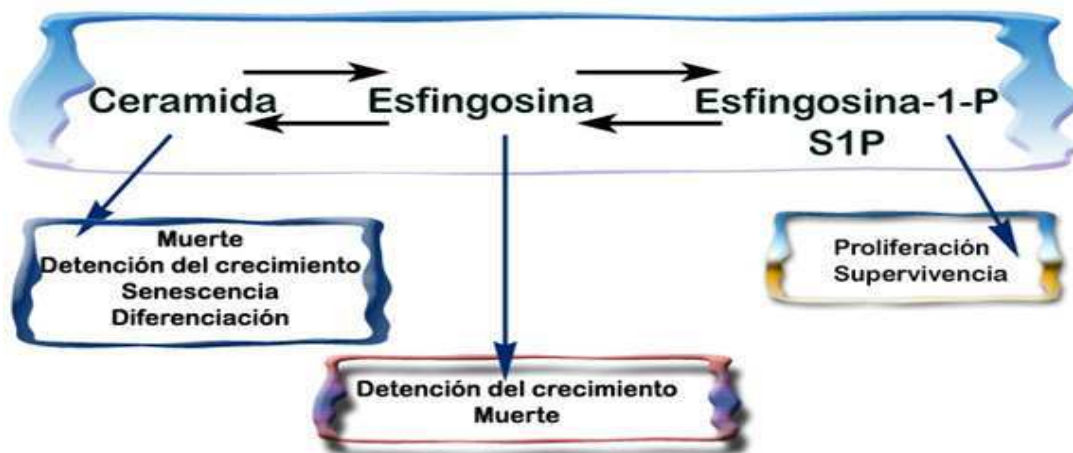 Ceramida Esfingosina Esfingosina-1-P
S1P
Muerte
Detención del crecimiento
Senescencia
Diferenciación
Proliferación
Supervivencia
Detención del crecimiento
Muerte